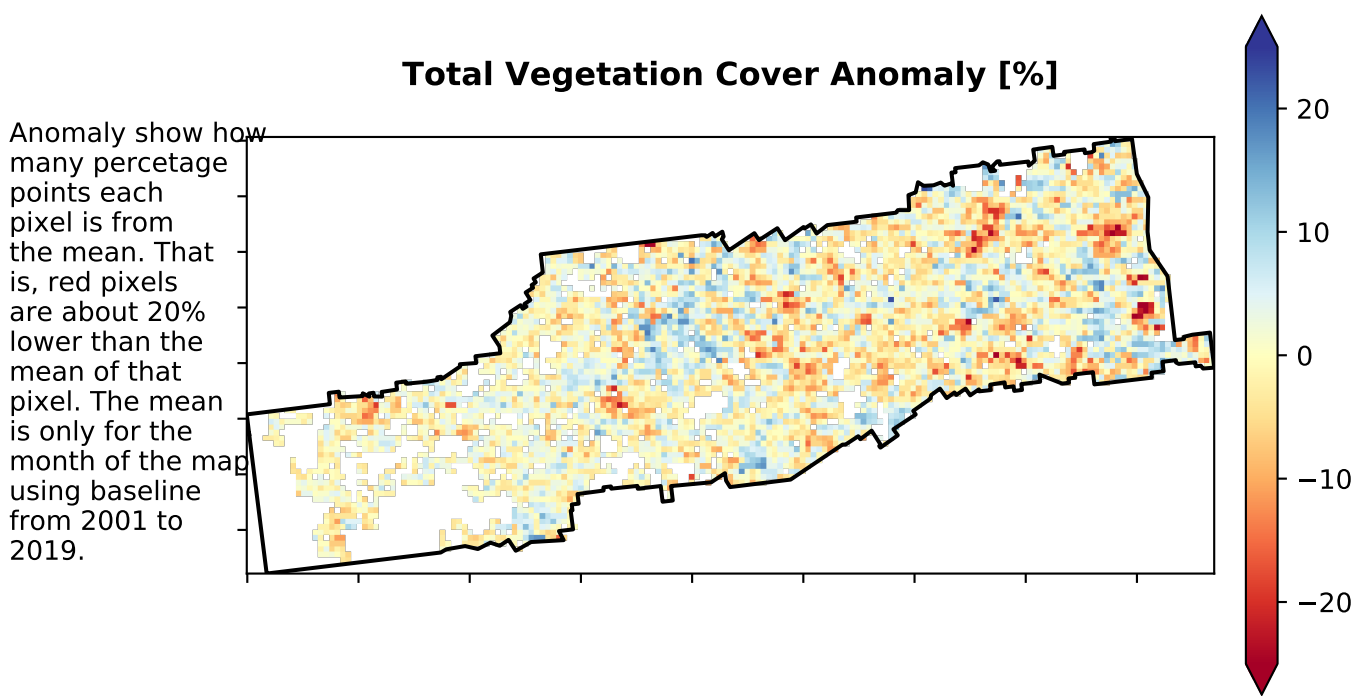 Total Vegetation Cover Anomaly [%]
Anomaly show how
many percetage
points each
pixel is from
the mean. That
is, red pixels
are about 20%
lower than the
mean of that
pixel. The mean
is only for the
month of the map
using baseline
from 2001 to
2019.
20
10
0
−10
−20